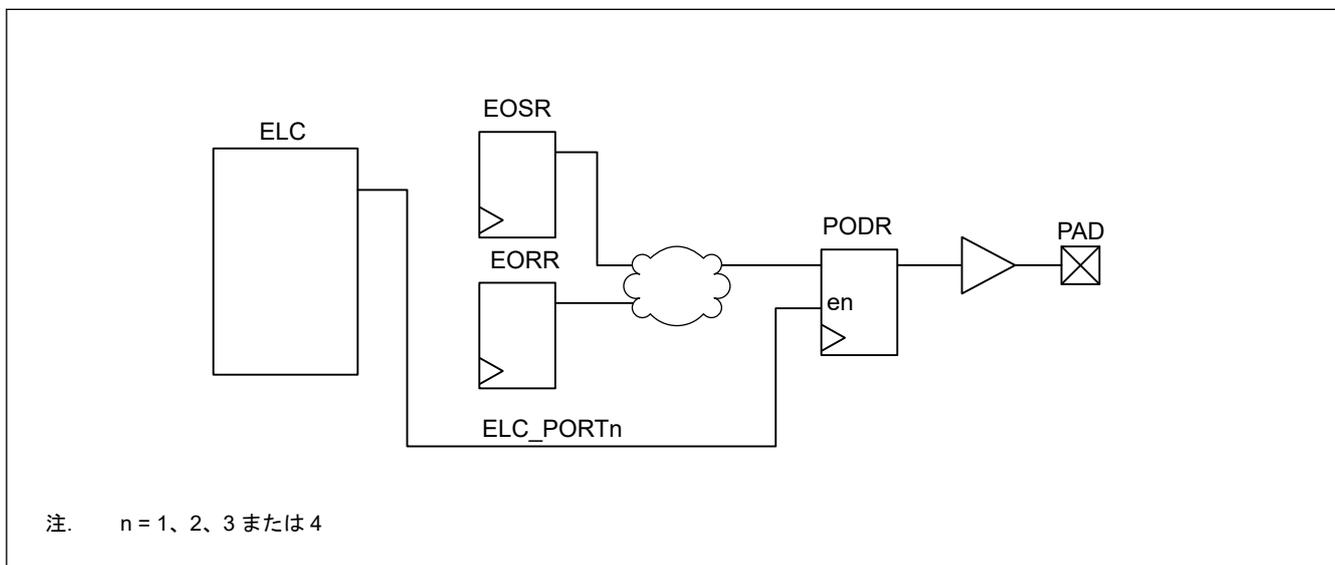 ELC
EOSR
EORR
PODR
en
PAD
ELC_PORTn
注. n = 1、2、3 または 4